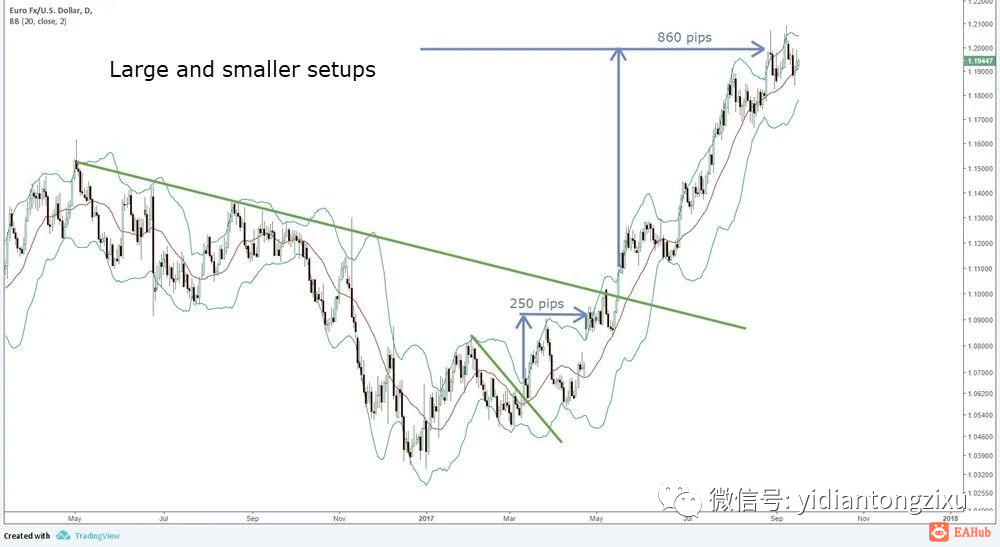 Euro Fx/U.S. Dollar, D,
BB (20, close, 2)
Large and smaller setups
860 pips
250 pips
1.21000
1.20000
1.19447
1.19000
1.18000
1.17000
1.16000
1.15000
1.14000
1.13000
1.12000
1.11000
1.10000
1.09000
1.08000
1.07000
1.06200
1.05400
1.04600
1.03900
1.03200
1.02550
微信号: yidiantongzixu
May Jul Sep Nov 2017 Mar May Jul Sep Nov 2018
Created with TradingView
EAHub